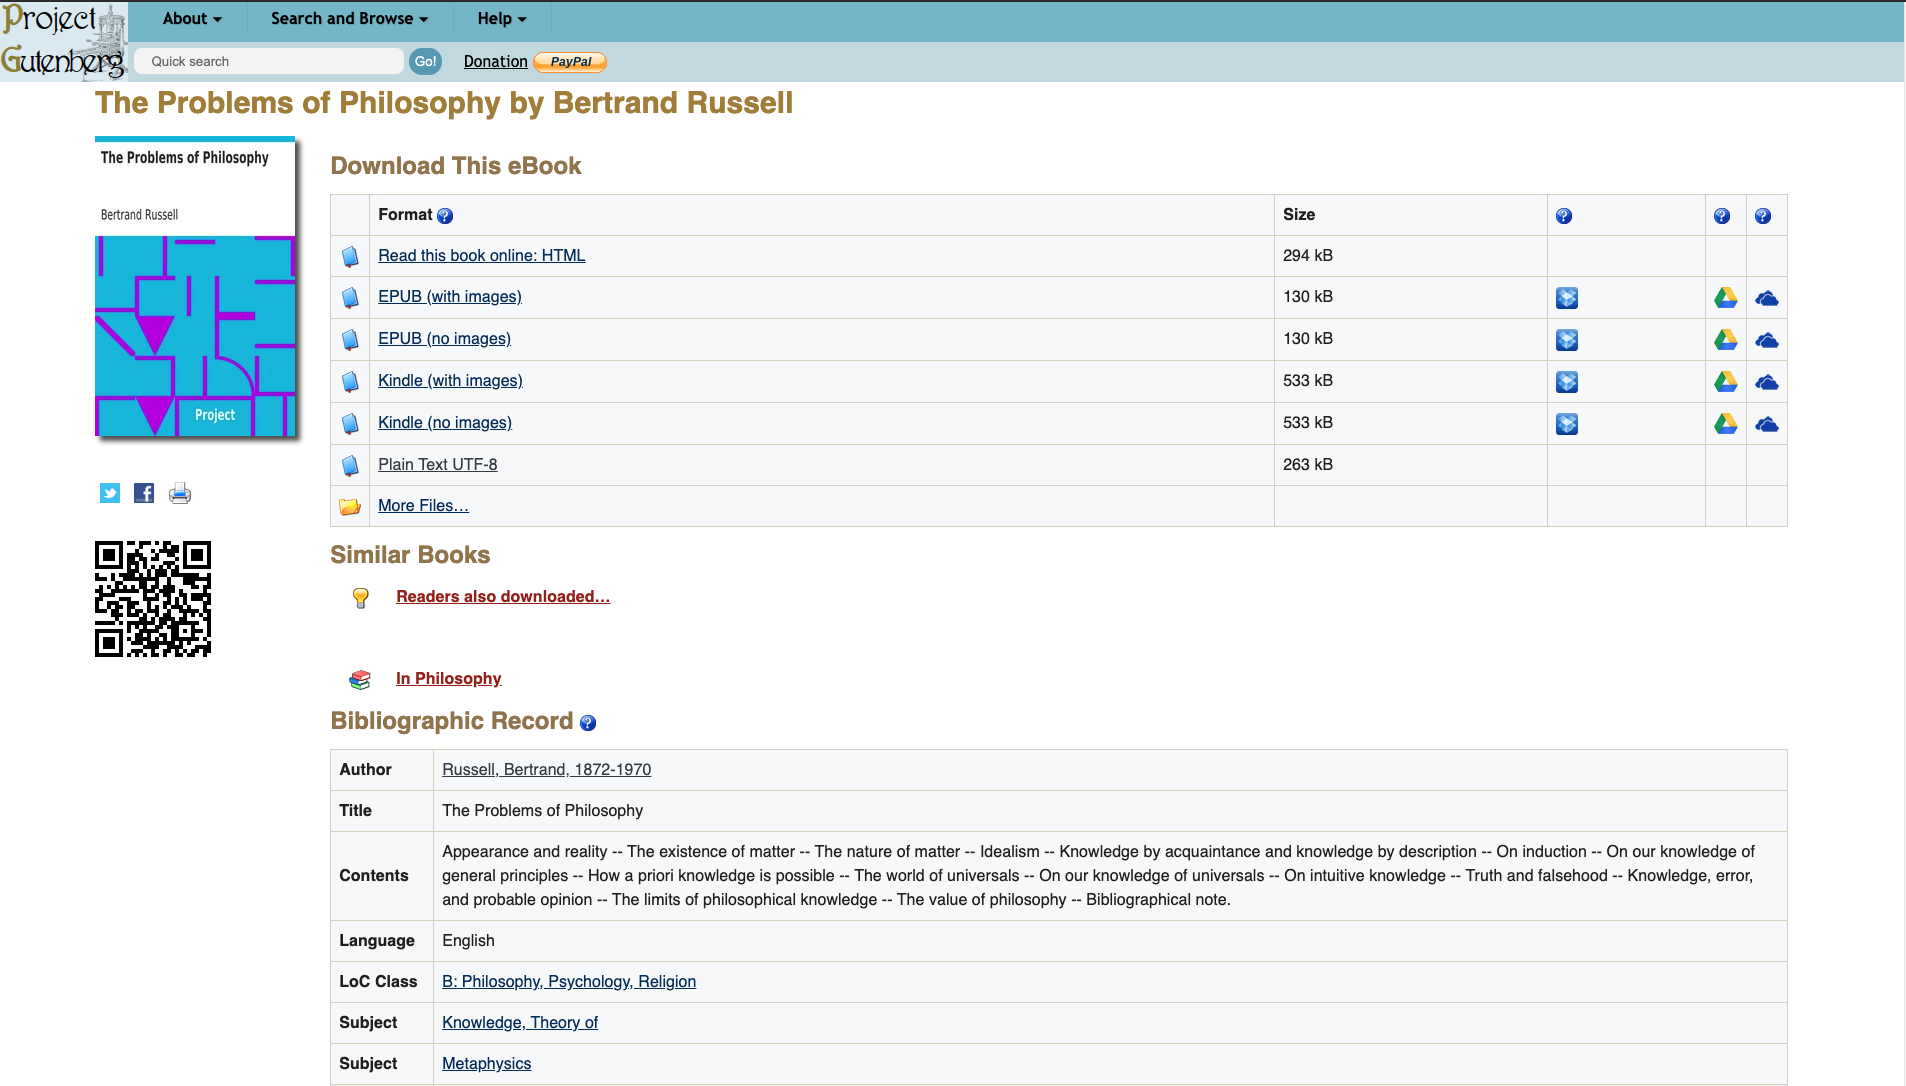 Project
Gutenberg
About
Search and Browse
Help
Quick search
Go!
Donation
PayPal
The Problems of Philosophy by Bertrand Russell
The Problems of Philosophy
Bertrand Russell
Project
Download This eBook
Format ?
Size
?
?
?
Read this book online: HTML
294 kB
EPUB (with images)
130 kB
EPUB (no images)
130 kB
Kindle (with images)
533 kB
Kindle (no images)
533 kB
Plain Text UTF-8
263 kB
More Files…
Similar Books
Readers also downloaded…
In Philosophy
Bibliographic Record ?
Author
Russell, Bertrand, 1872-1970
Title
The Problems of Philosophy
Contents
Appearance and reality -- The existence of matter -- The nature of matter -- Idealism -- Knowledge by acquaintance and knowledge by description -- On induction -- On our knowledge of
general principles -- How a priori knowledge is possible -- The world of universals -- On our knowledge of universals -- On intuitive knowledge -- Truth and falsehood -- Knowledge, error,
and probable opinion -- The limits of philosophical knowledge -- The value of philosophy -- Bibliographical note.
Language
English
LoC Class
B: Philosophy, Psychology, Religion
Subject
Knowledge, Theory of
Subject
Metaphysics